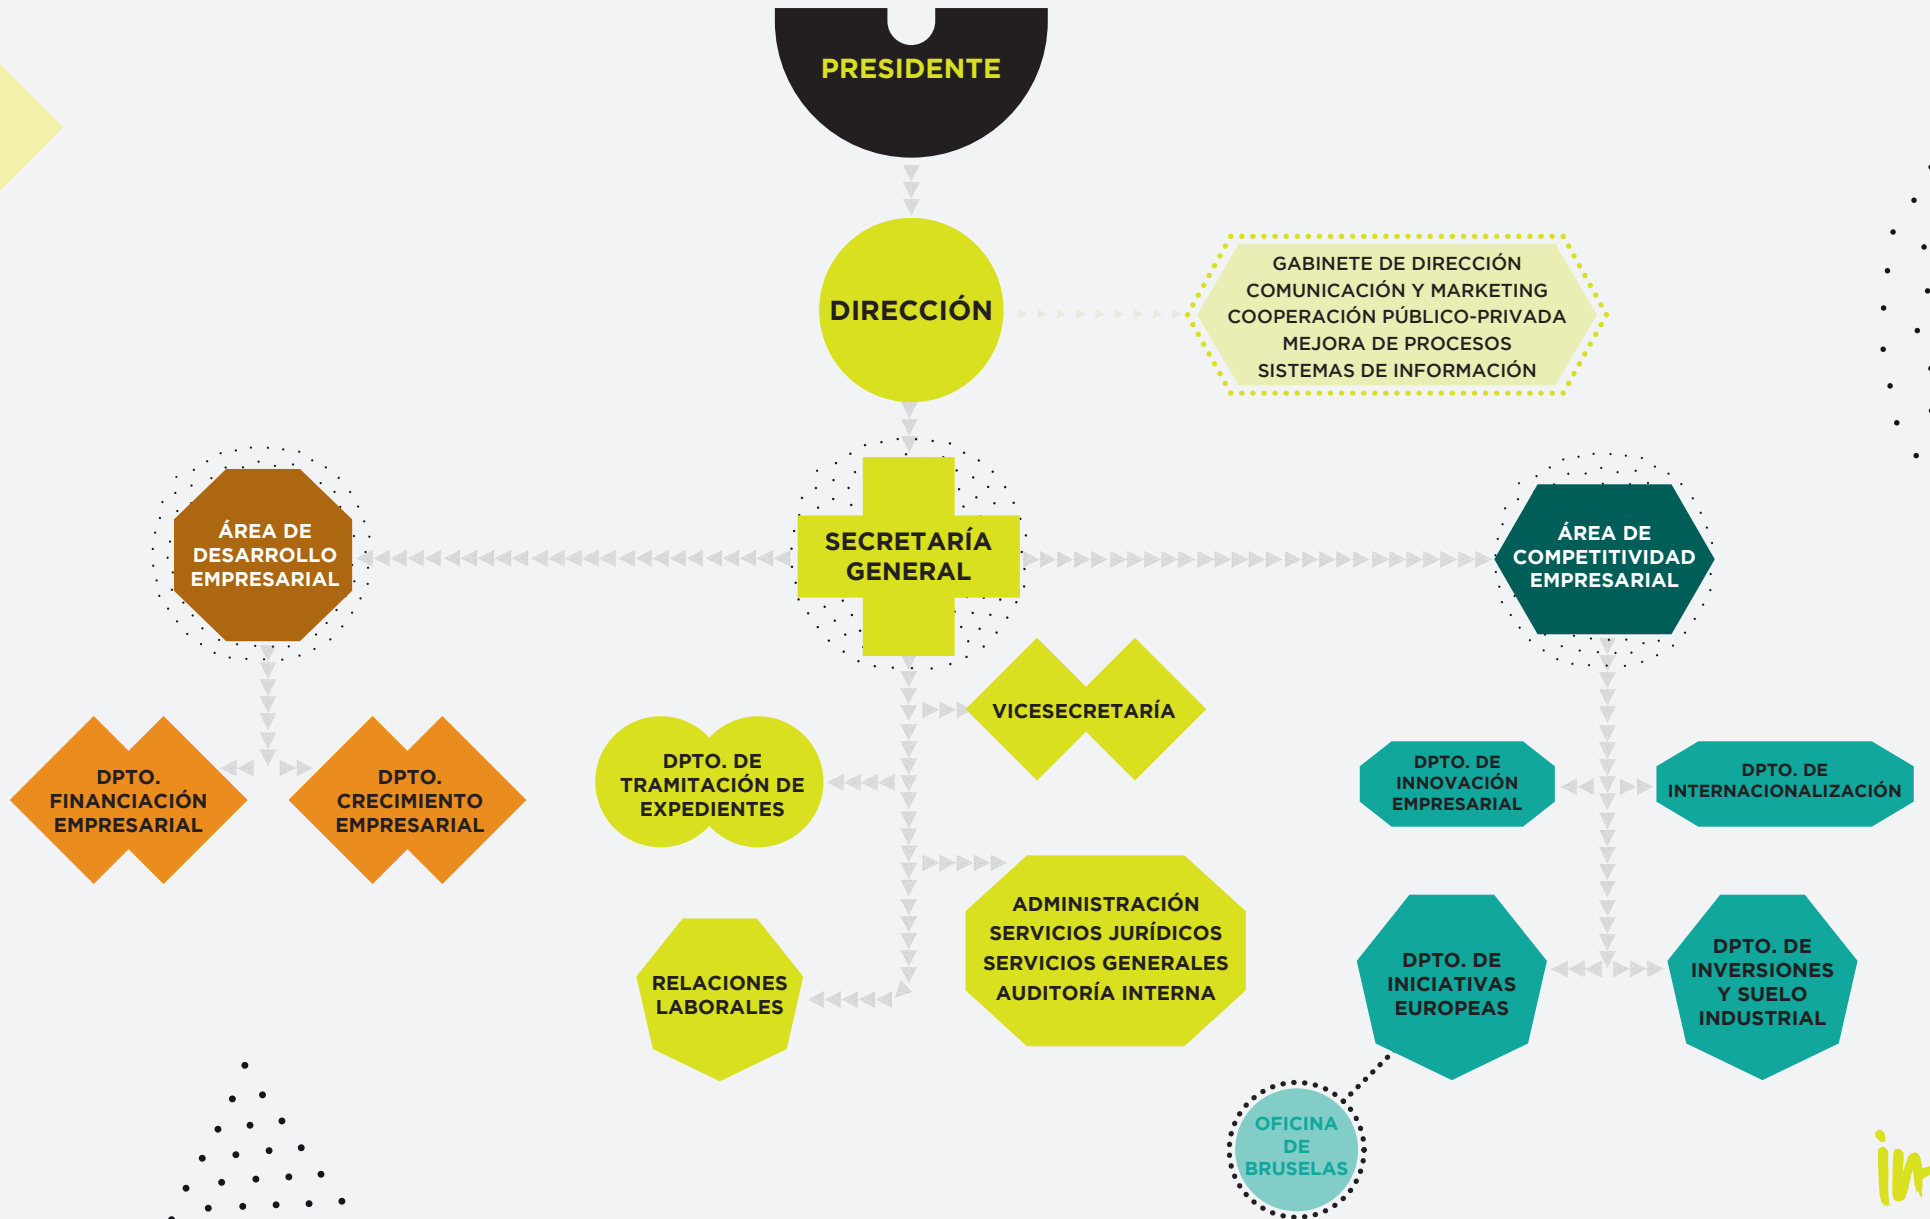 PRESIDENTE
DIRECCIÓN
GABINETE DE DIRECCIÓN
COMUNICACIÓN Y MARKETING
COOPERACIÓN PÚBLICO-PRIVADA
MEJORA DE PROCESOS
SISTEMAS DE INFORMACIÓN
ÁREA DE
DESARROLLO
EMPRESARIAL
SECRETARÍA
GENERAL
ÁREA DE
COMPETITIVIDAD
EMPRESARIAL
VICESECRETARÍA
DPTO.
FINANCIACIÓN
EMPRESARIAL
DPTO.
CRECIMIENTO
EMPRESARIAL
DPTO. DE
TRAMITACIÓN DE
EXPEDIENTES
DPTO. DE
INNOVACIÓN
EMPRESARIAL
DPTO. DE
INTERNACIONALIZACIÓN
ADMINISTRACIÓN
SERVICIOS JURÍDICOS
SERVICIOS GENERALES
AUDITORÍA INTERNA
RELACIONES
LABORALES
DPTO. DE
INICIATIVAS
EUROPEAS
DPTO. DE
INVERSIONES
Y SUELO
INDUSTRIAL
OFICINA
DE
BRUSELAS